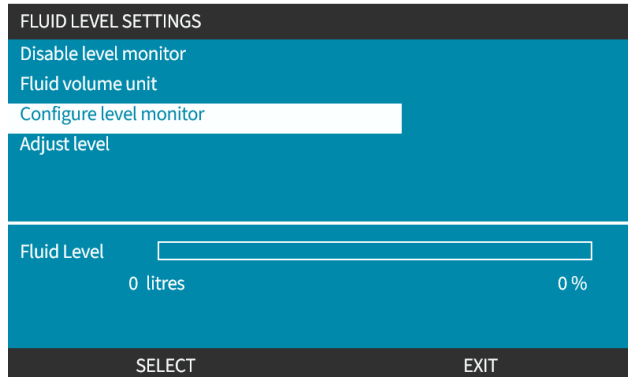 FLUID LEVEL SETTINGS
Disable level monitor
Fluid volume unit
Configure level monitor
Adjust level
Fluid Level
0 litres 0 %
SELECT EXIT